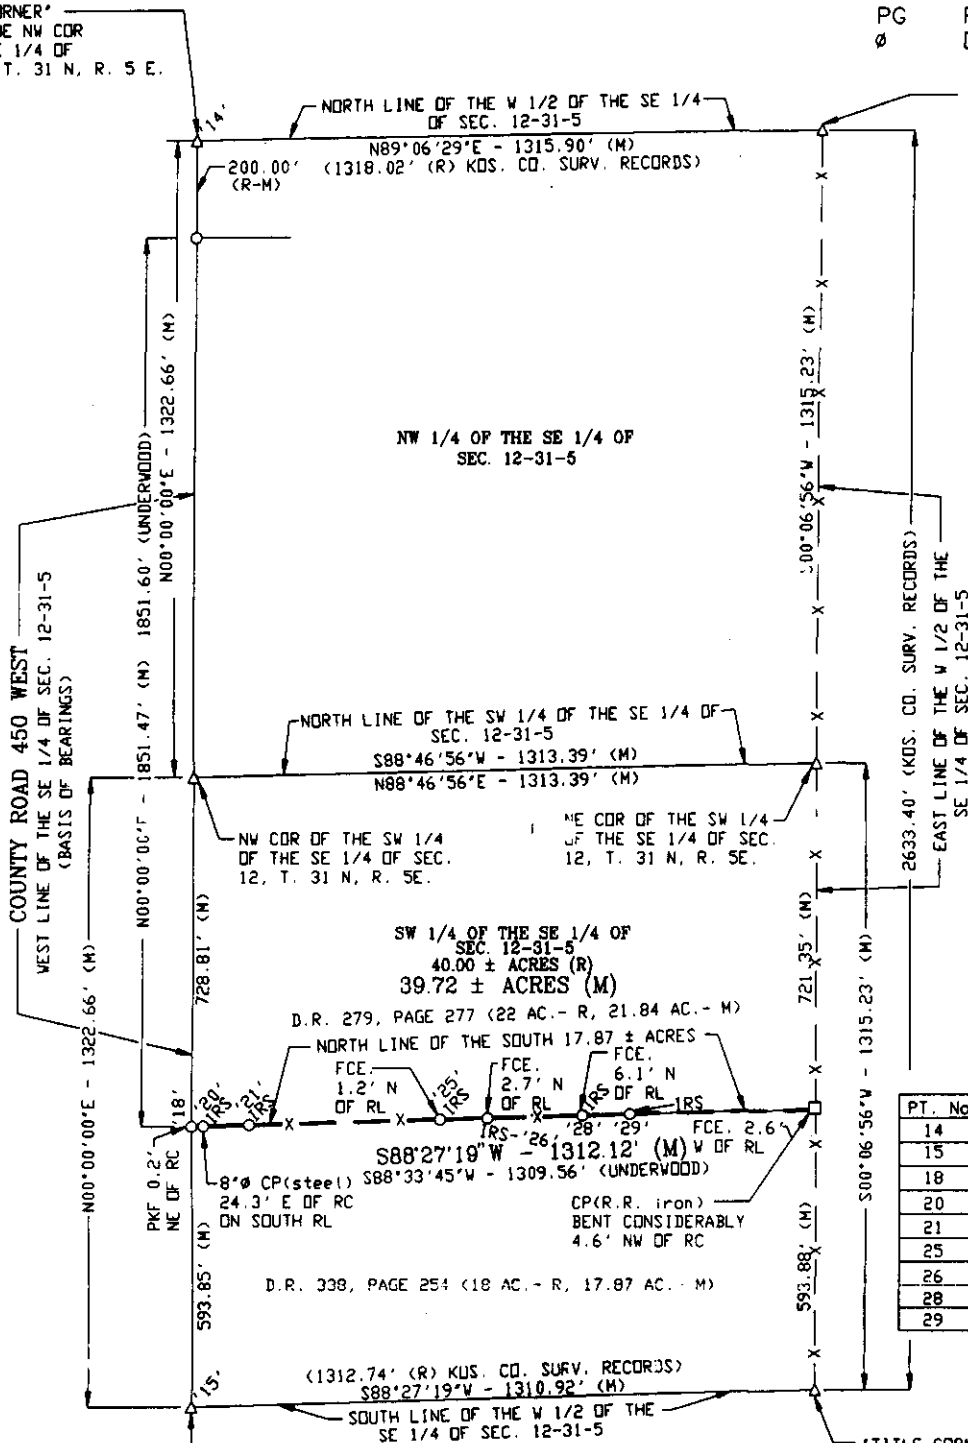 PG
Ø
DE NW COR
1/4 OF
T. 31 N, R. 5 E.
'14'
NORTH LINE OF THE W 1/2 OF THE SE 1/4
OF SEC. 12-31-5
N89°06'29"E - 1315.90' (M)
(1318.02' (R) KOS. CO. SURV. RECORDS)
200.00'
(R-M)
NW 1/4 OF THE SE 1/4 OF
SEC. 12-31-5
COUNTY ROAD 450 WEST
WEST LINE OF THE SE 1/4 OF SEC. 12-31-5
(BASIS OF BEARINGS)
N00°00'00"E - 1851.47' (M) 1851.60' (UNDERWOOD)
N00°00'00"E - 1322.66' (M)
S00°06'56"W - 1315.23' (M)
2633.40' (KOS. CO. SURV. RECORDS)
EAST LINE OF THE W 1/2 OF THE
SE 1/4 OF SEC. 12-31-5
NORTH LINE OF THE SW 1/4 OF THE SE 1/4 OF
SEC. 12-31-5
S88°46'56"W - 1313.39' (M)
N88°46'56"E - 1313.39' (M)
NW COR OF THE SW 1/4
OF THE SE 1/4 OF SEC.
12, T. 31 N, R. 5E.
NE COR OF THE SW 1/4
OF THE SE 1/4 OF SEC.
12, T. 31 N, R. 5E.
N00°00'00"E - 1322.66' (M)
728.81' (M)
SW 1/4 OF THE SE 1/4 OF
SEC. 12-31-5
40.00 ± ACRES (R)
39.72 ± ACRES (M)
721.35' (M)
S00°06'56"W - 1315.23' (M)
D.R. 279, PAGE 277 (22 AC.- R, 21.84 AC.- M)
NORTH LINE OF THE SOUTH 17.87 ± ACRES
FCE.
1.2' N
OF RL
FCE.
2.7' N
OF RL
FCE.
6.1' N
OF RL
'18'
'20'
IRS
'21'
IRS
'25'
IRS
IRS-'26'
IRS
'28' '29'
IRS
FCE. 2.6'
W OF RL
S88°27'19"W - 1312.12' (M)
S88°33'45"W - 1309.56' (UNDERWOOD)
PKF 0.2'
NE OF RC
8"ø CP(steel)
24.3' E OF RC
ON SOUTH RL
CP(R.R. iron)
BENT CONSIDERABLY
4.6' NW OF RC
593.85' (M)
593.88' (M)
D.R. 338, PAGE 254 (18 AC.- R, 17.87 AC. - M)
PT. No
14
15
18
20
21
25
26
28
29
'15'
(1312.74' (R) KOS. CO. SURV. RECORDS)
S88°27'19"W - 1310.92' (M)
SOUTH LINE OF THE W 1/2 OF THE
SE 1/4 OF SEC. 12-31-5